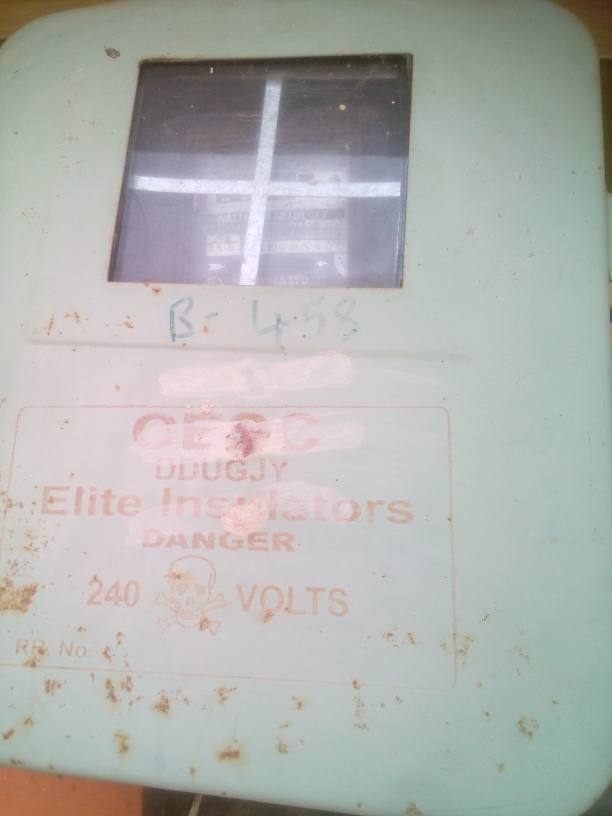 B- 458
CESC
DDUGJY
Elite Insulators
DANGER
240 VOLTS
RR No